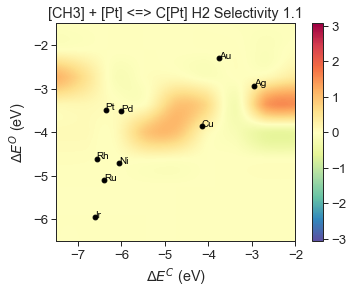 [CH3] + [Pt] <=> C[Pt] H2 Selectivity 1.1
ΔE^O (eV)
−2
−3
−4
−5
−6
Au
Ag
Pt
Pd
Cu
Rh
Ni
Ru
Ir
−7
−6
−5
−4
−3
−2
ΔE^C (eV)
3
2
1
0
−1
−2
−3